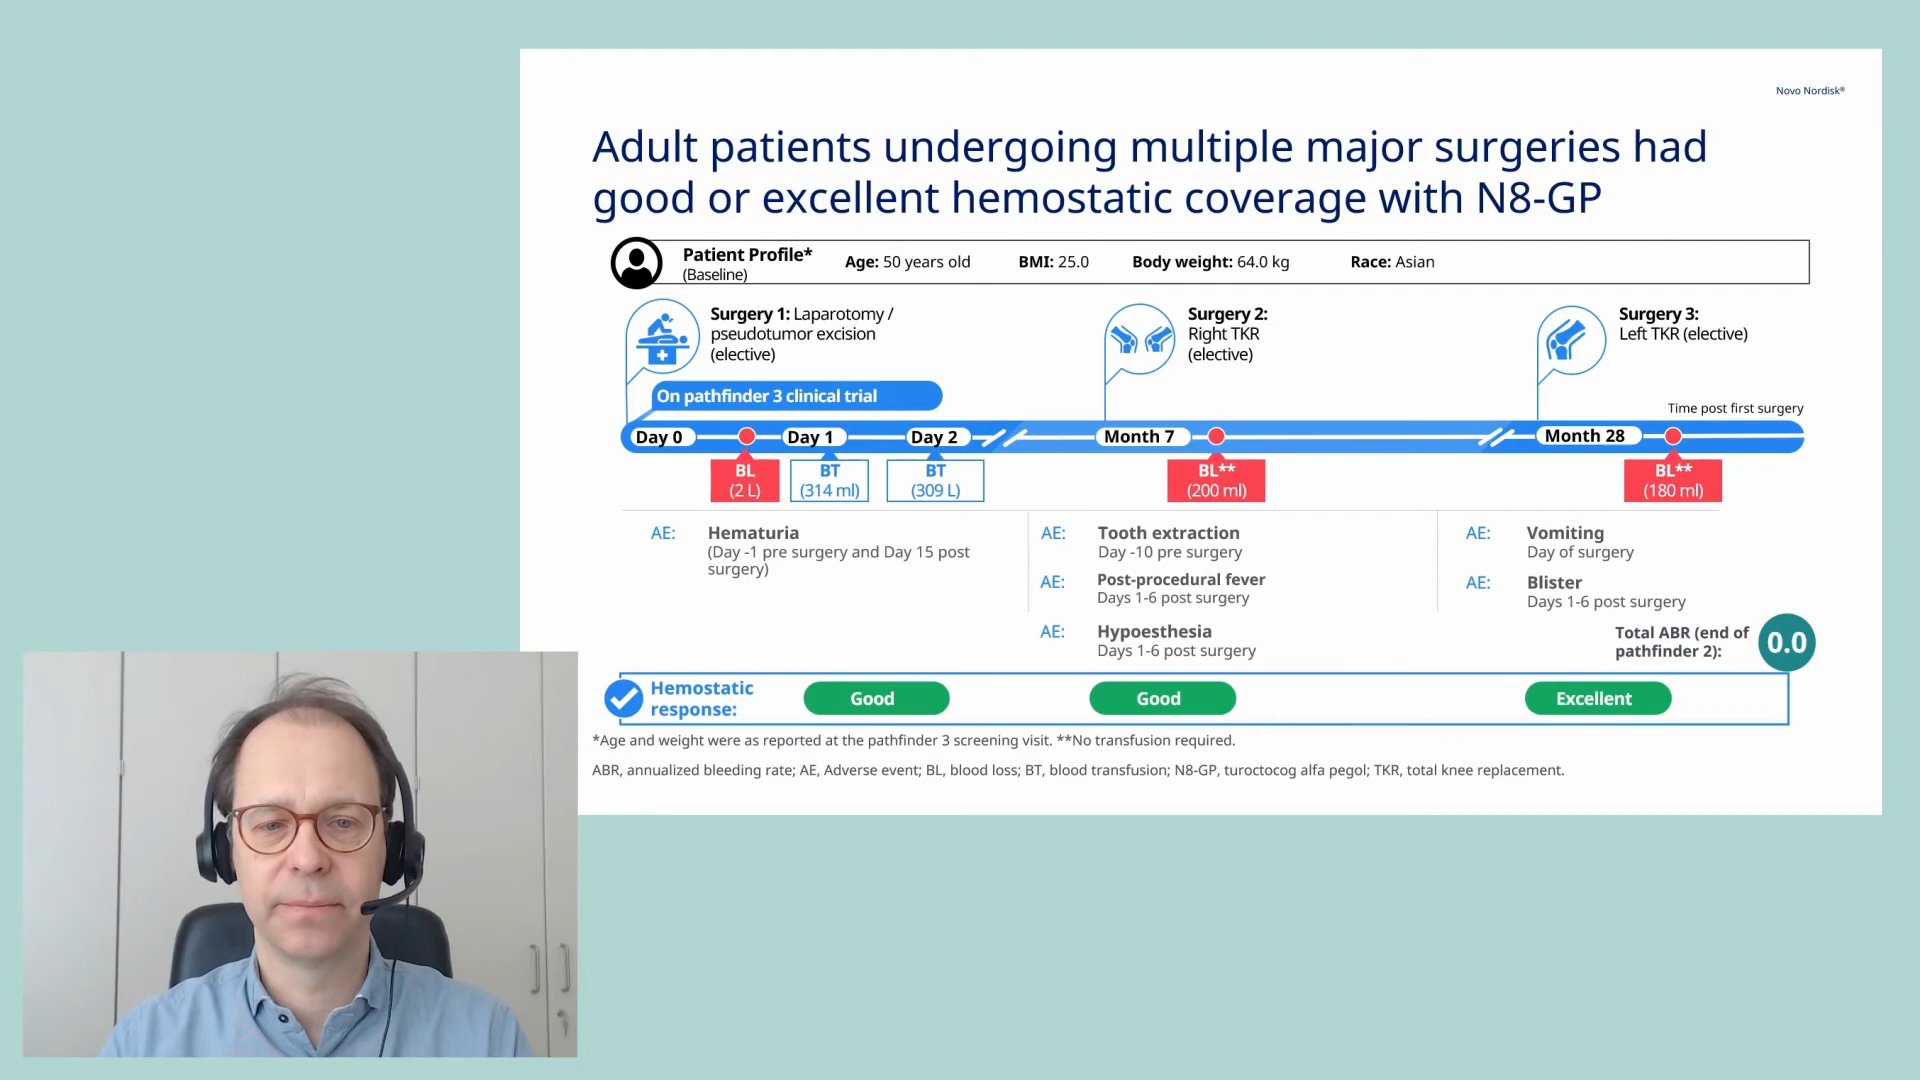 Novo Nordisk®
Adult patients undergoing multiple major surgeries had
good or excellent hemostatic coverage with N8-GP
Patient Profile*
(Baseline)
Age: 50 years old
BMI: 25.0
Body weight: 64.0 kg
Race: Asian
Surgery 1: Laparotomy /
pseudotumor excision
(elective)
Surgery 2:
Right TKR
(elective)
Surgery 3:
Left TKR (elective)
On pathfinder 3 clinical trial
Time post first surgery
Day 0
Day 1
Day 2
Month 7
Month 28
BL
(2 L)
BT
(314 ml)
BT
(309 L)
BL**
(200 ml)
BL**
(180 ml)
AE: Hematuria
(Day -1 pre surgery and Day 15 post
surgery)
AE: Tooth extraction
Day -10 pre surgery
AE: Post-procedural fever
Days 1-6 post surgery
AE: Hypoesthesia
Days 1-6 post surgery
AE: Vomiting
Day of surgery
AE: Blister
Days 1-6 post surgery
Total ABR (end of
pathfinder 2):
0.0
Hemostatic
response:
Good
Good
Excellent
*Age and weight were as reported at the pathfinder 3 screening visit. **No transfusion required.
ABR, annualized bleeding rate; AE, Adverse event; BL, blood loss; BT, blood transfusion; N8-GP, turoctocog alfa pegol; TKR, total knee replacement.